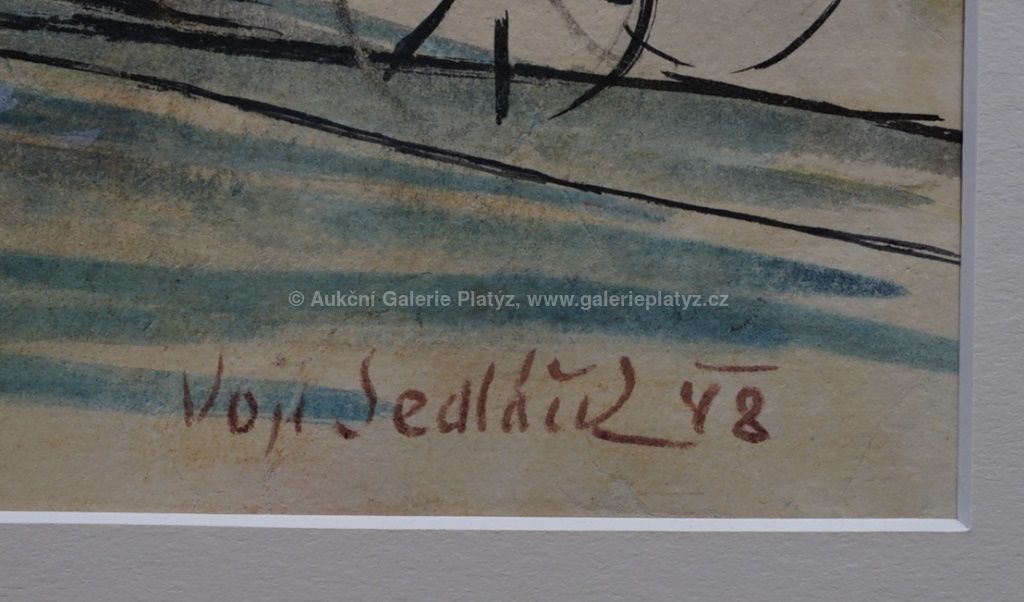 © Aukční Galerie Platýz, www.galerieplatyz.cz
Voj. Sedláček 48